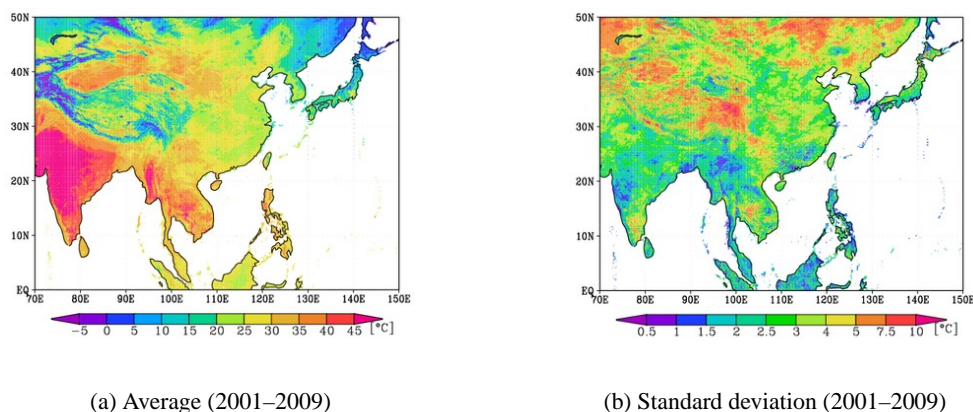 50N 50N
40N 40N
30N 30N
20N 20N
10N 10N
EQ EQ
70E 80E 90E 100E 110E 120E 130E 140E 150E 70E 80E 90E 100E 110E 120E 130E 140E 150E
-5 0 5 10 15 20 25 30 35 40 45 [°C] 0.5 1 1.5 2 2.5 3 4 5 7.5 10 [°C]
(a) Average (2001–2009) (b) Standard deviation (2001–2009)